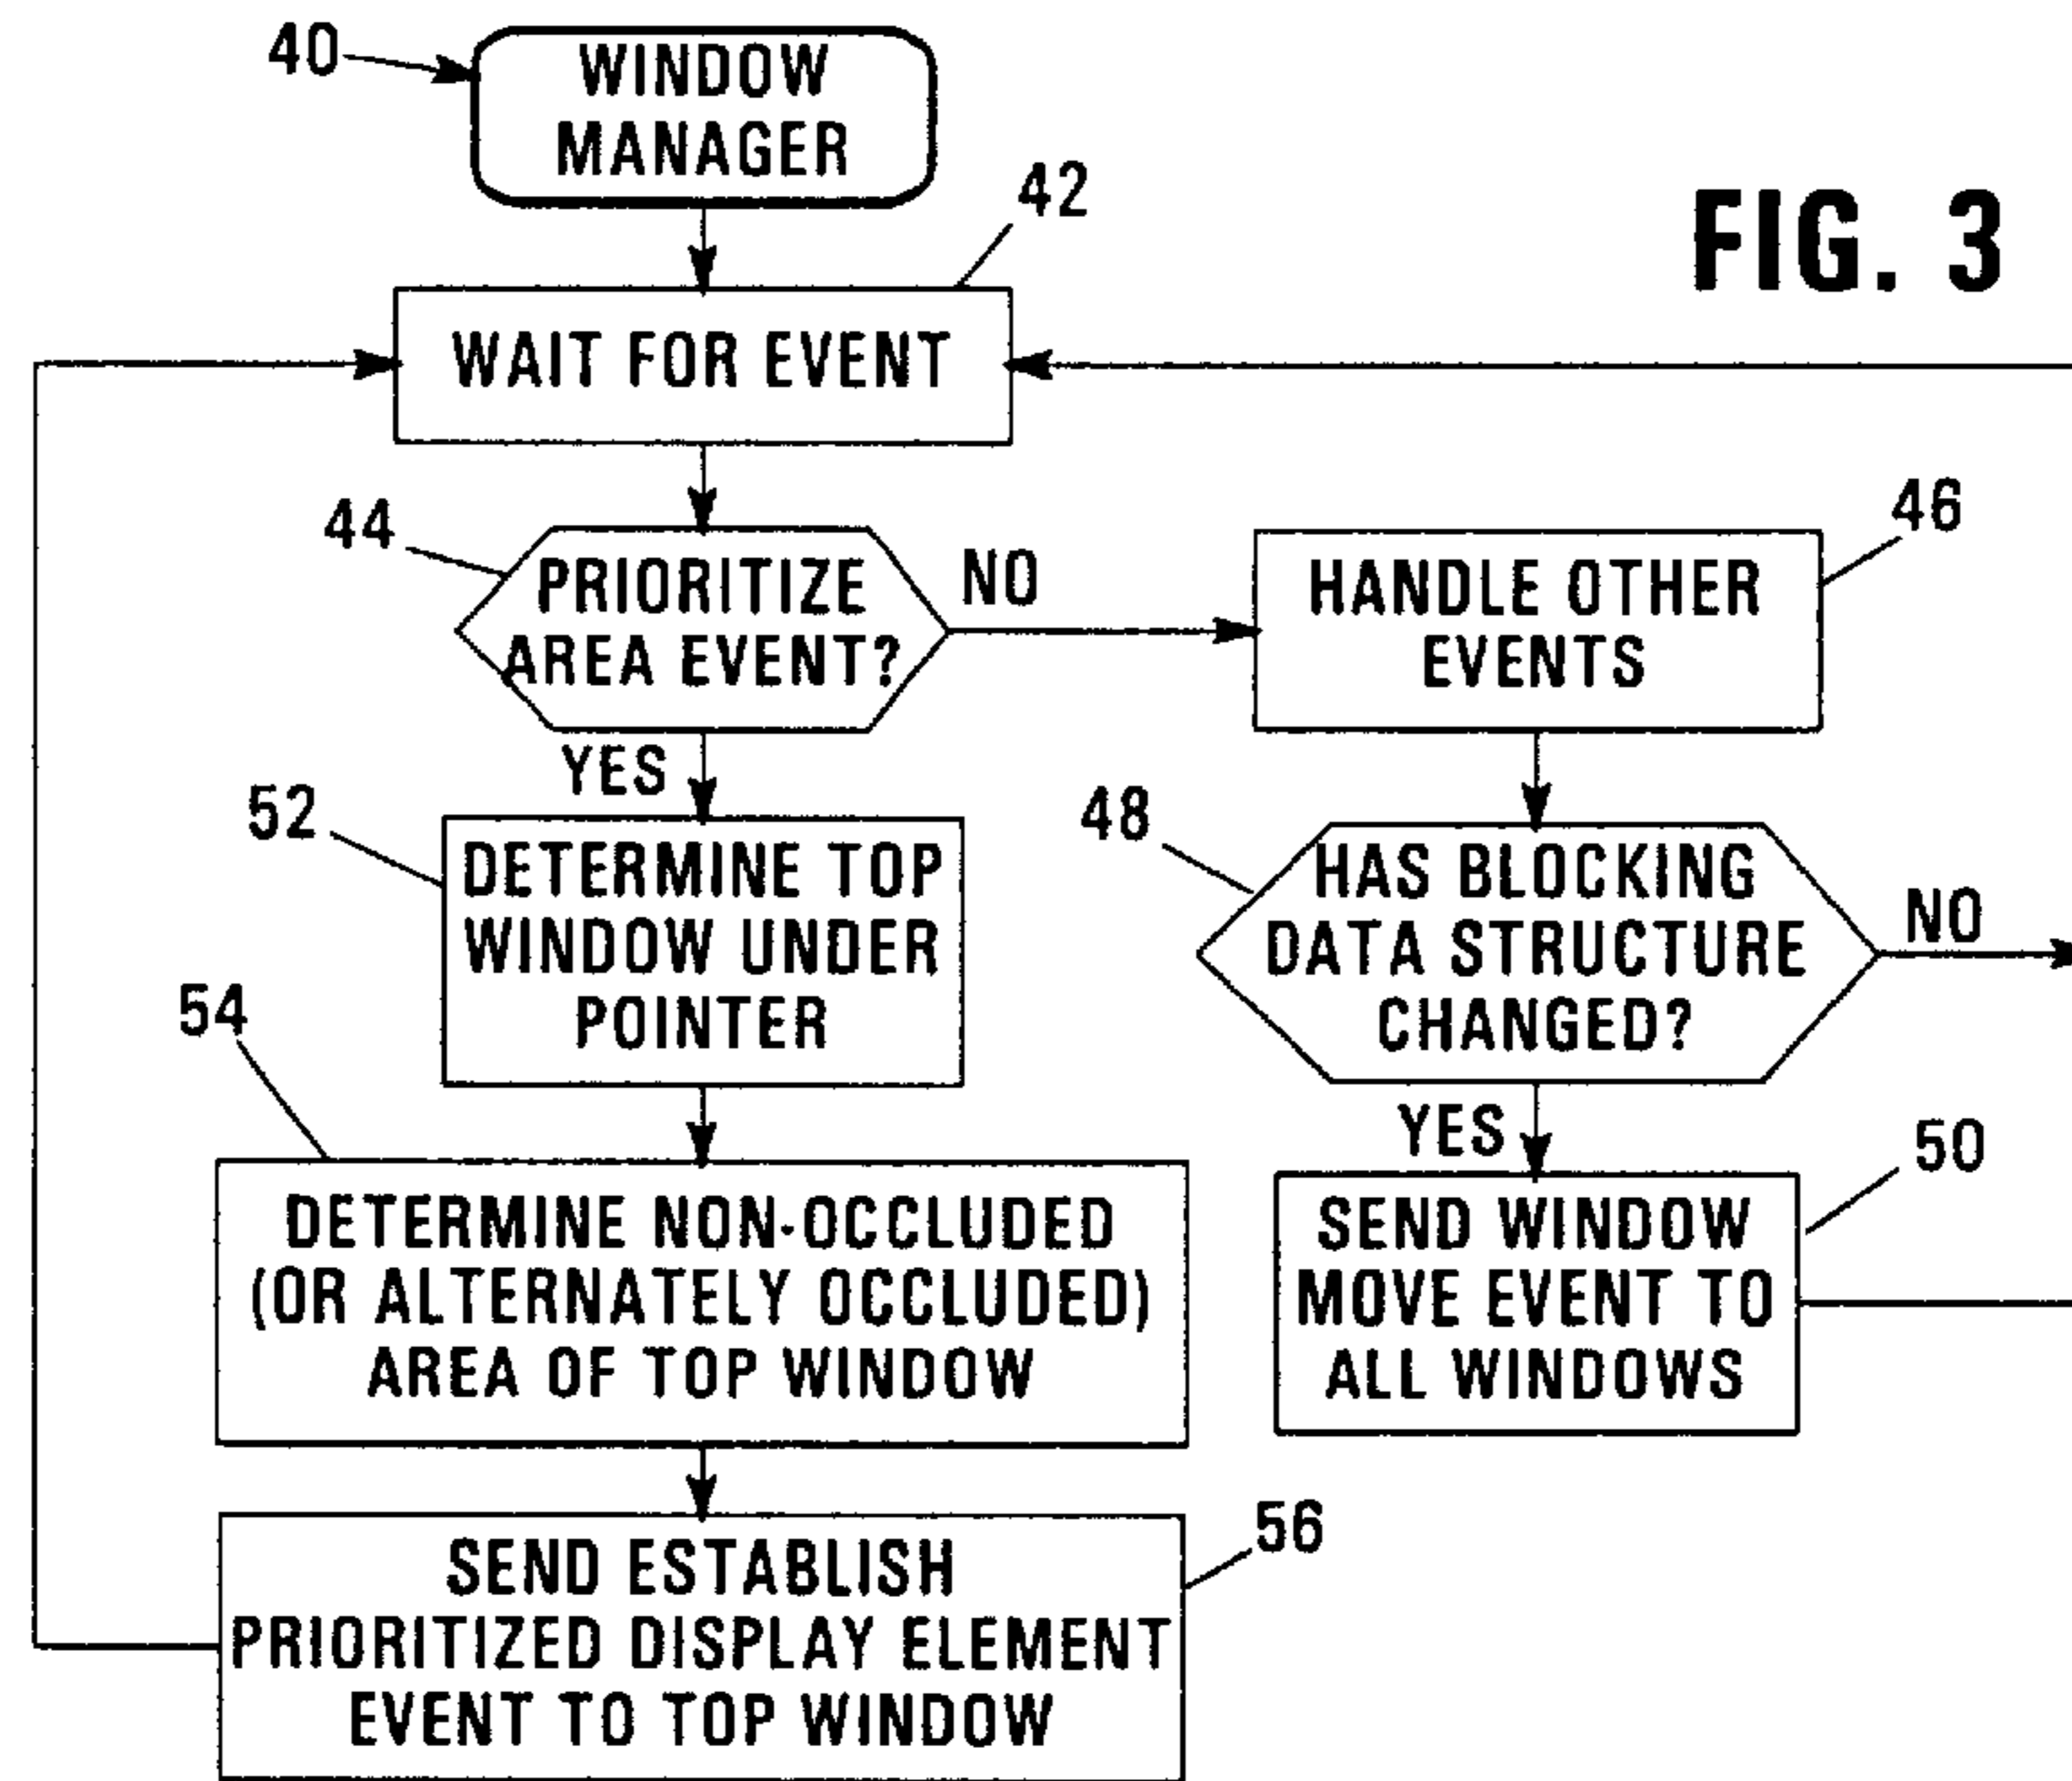 40
WINDOW
MANAGER
42
FIG. 3
WAIT FOR EVENT
44
PRIORITIZE
AREA EVENT?
NO
46
HANDLE OTHER
EVENTS
YES
52
DETERMINE TOP
WINDOW UNDER
POINTER
48
HAS BLOCKING
DATA STRUCTURE
CHANGED?
NO
54
DETERMINE NON-OCCLUDED
(OR ALTERNATELY OCCLUDED)
AREA OF TOP WINDOW
YES
50
SEND WINDOW
MOVE EVENT TO
ALL WINDOWS
56
SEND ESTABLISH
PRIORITIZED DISPLAY ELEMENT
EVENT TO TOP WINDOW